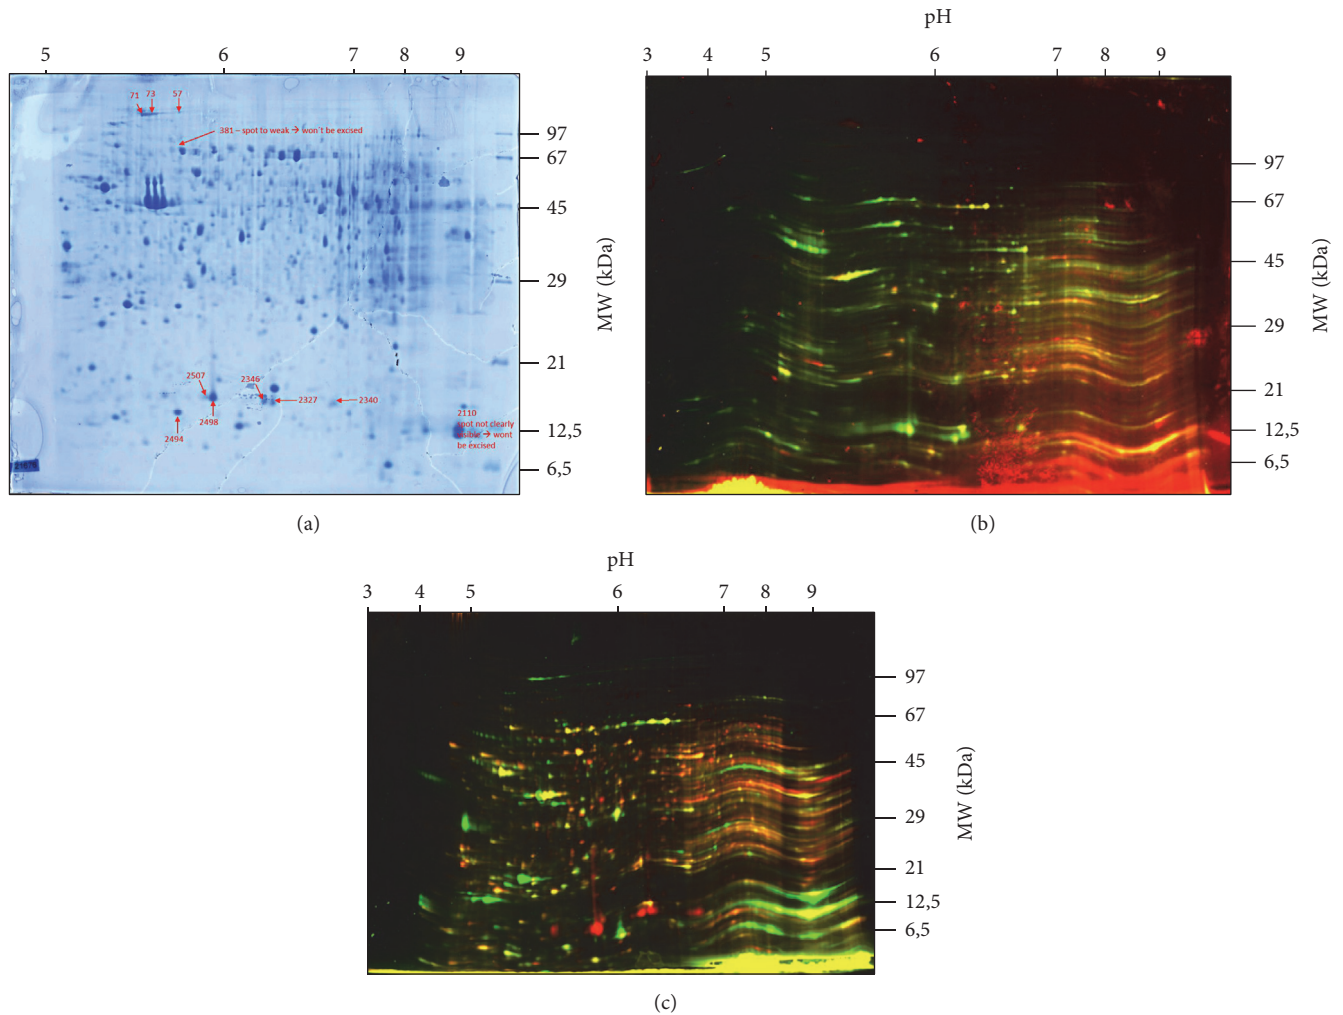 pH
5 6 7 8 9
3 4 5 6 7 8 9
71 73 57
381 – spot to weak → won´t be excised
97
67
45
29
21
12,5
6,5
MW (kDa)
2507
2346
2327
2340
2494
2498
2110
spot not clearly
visible → wont
be excised
97
67
45
29
21
12,5
6,5
MW (kDa)
(a)
(b)
pH
3 4 5 6 7 8 9
97
67
45
29
21
12,5
6,5
MW (kDa)
(c)